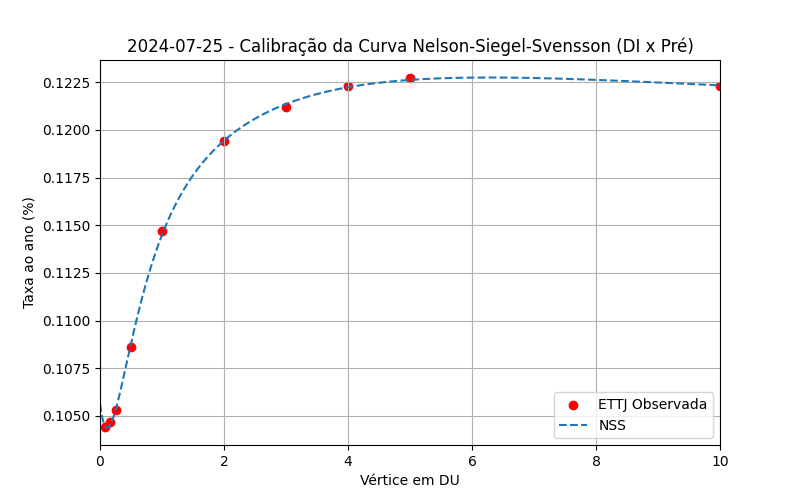 2024-07-25 - Calibração da Curva Nelson-Siegel-Svensson (DI x Pré)
Taxa ao ano (%)
0.1225
0.1200
0.1175
0.1150
0.1125
0.1100
0.1075
0.1050
ETTJ Observada
NSS
0 2 4 6 8 10
Vértice em DU